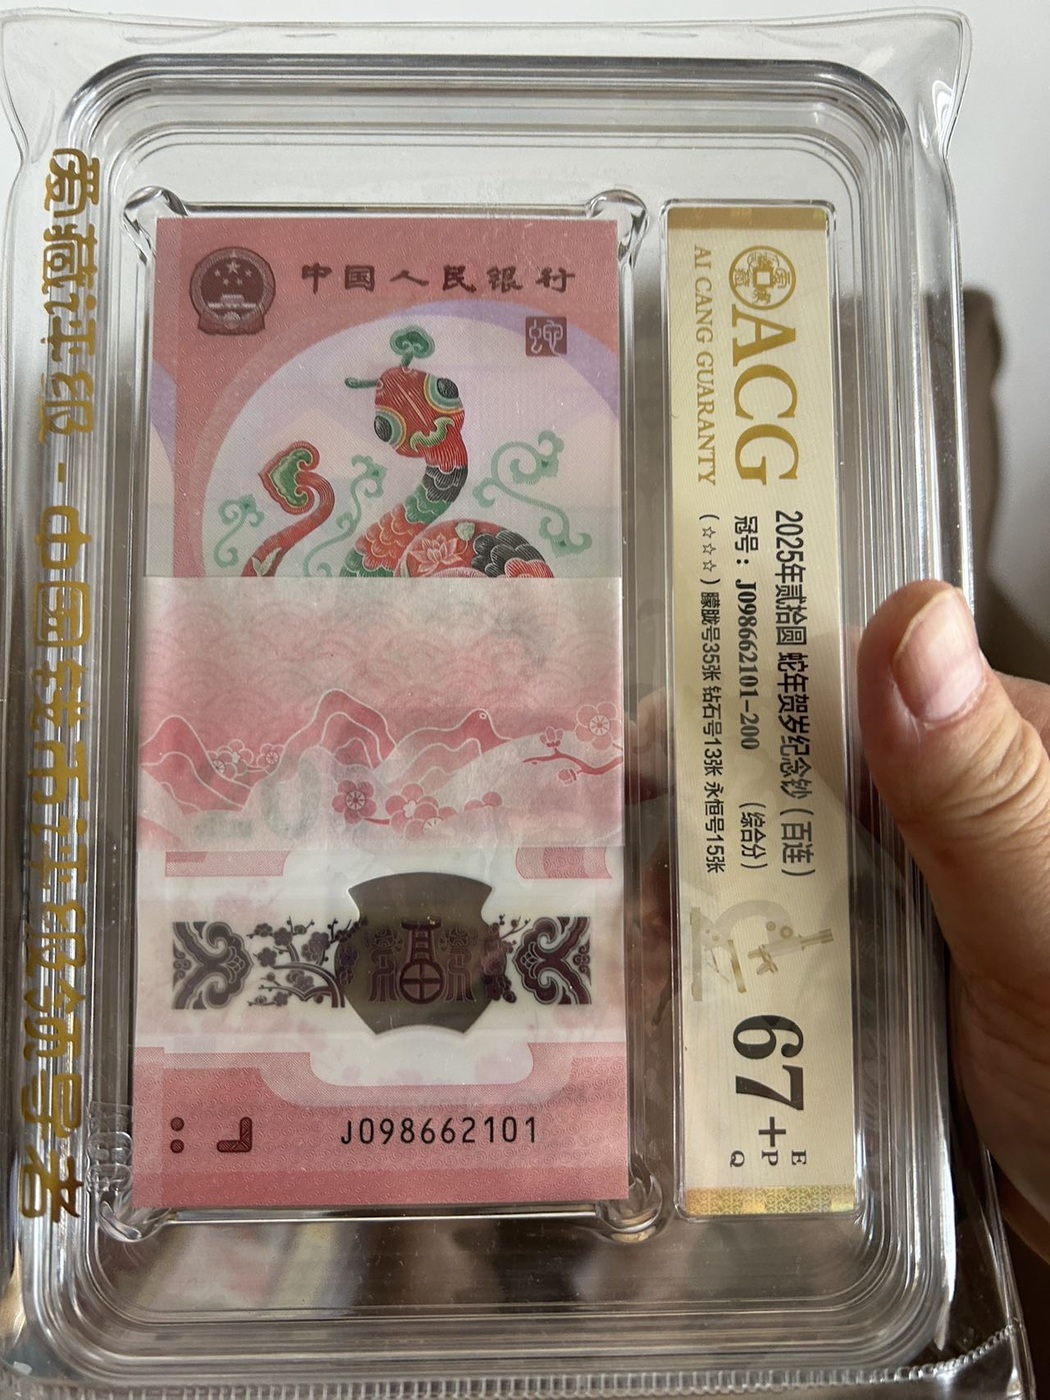 爱藏评级-中国钱币评级领导者
中国人民银行
蛇
福
J098662101
ACG
AI CANG GUARANTY
2025年贰拾圆 蛇年贺岁纪念钞（百连）
冠号：J098662101-200 （综合分）
（☆☆☆）朦胧号35张 钻石号13张 永恒号15张
67+
E
P
Q